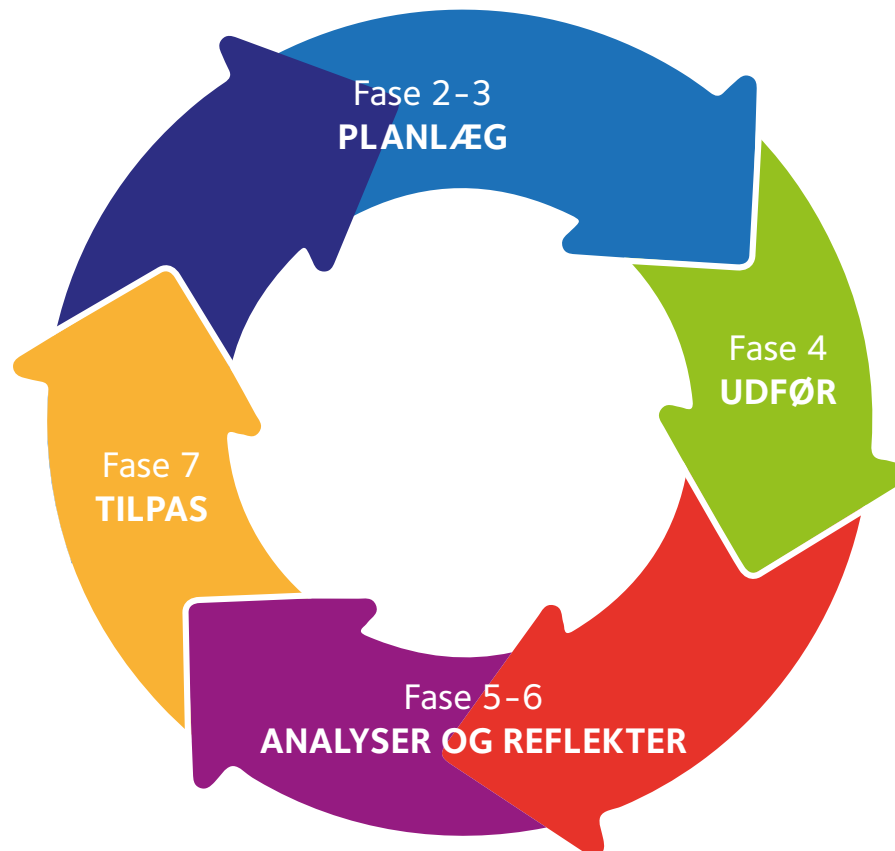 Fase 2-3
PLANLÆG
Fase 4
UDFØR
Fase 5-6
ANALYSER OG REFLEKTER
Fase 7
TILPAS